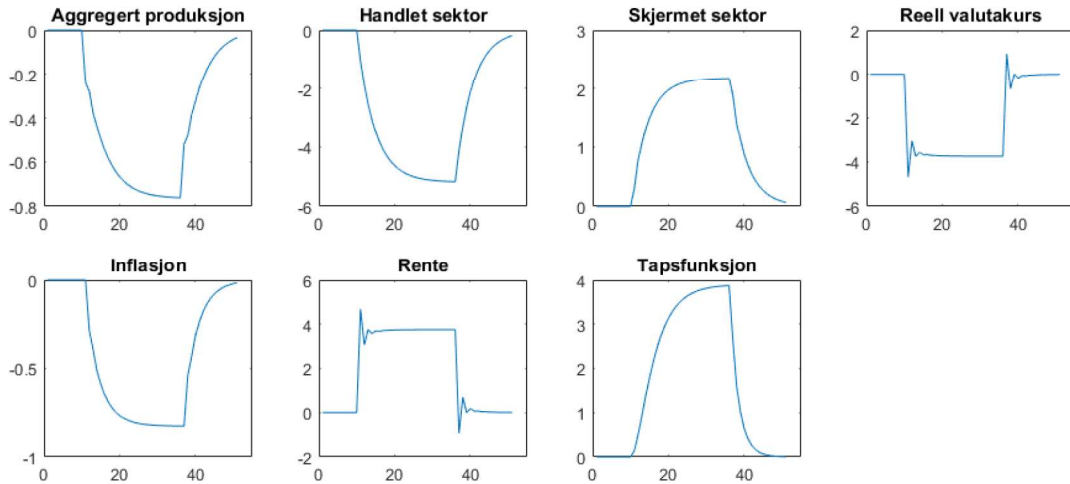 Aggregert produksjon
0
-0.2
-0.4
-0.6
-0.8
0 20 40
Handlet sektor
0
-2
-4
-6
0 20 40
Skjermet sektor
3
2
1
0
0 20 40
Reell valutakurs
2
0
-2
-4
-6
0 20 40
Inflasjon
0
-0.5
-1
0 20 40
Rente
6
4
2
0
-2
0 20 40
Tapsfunksjon
4
3
2
1
0
0 20 40